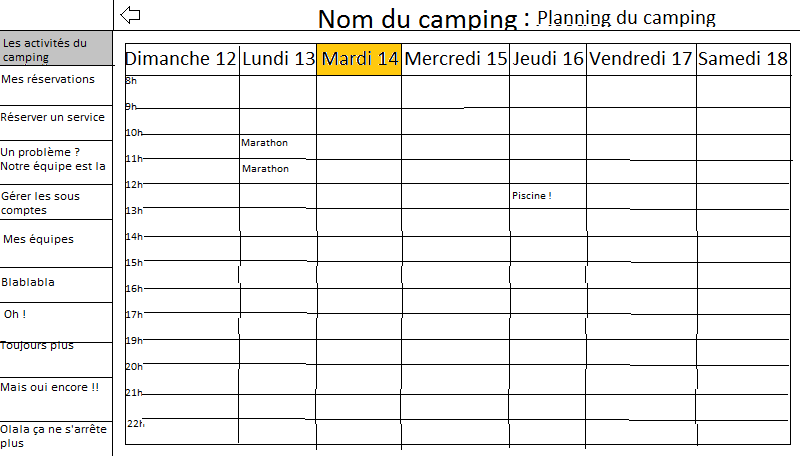 Nom du camping : Planning du camping
Les activités du
camping
Mes réservations
Réserver un service
Un problème ?
Notre équipe est la
Gérer les sous
comptes
Mes équipes
Blablabla
Oh !
Toujours plus
Mais oui encore !!
Olala ça ne s'arrête
plus
Dimanche 12 Lundi 13 Mardi 14 Mercredi 15 Jeudi 16 Vendredi 17 Samedi 18
8h
9h
10h
Marathon
11h
Marathon
12h
Piscine !
13h
14h
15h
16h
17h
19h
20h
21h
22h